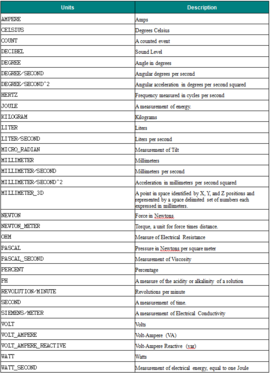 Units Description
AMPERE Amps
CELSIUS Degrees Celsius
COUNT A counted event
DECIBEL Sound Level
DEGREE Angle in degrees
DEGREE/SECOND Angular degrees per second
DEGREE/SECOND^2 Angular acceleration in degrees per second squared
HERTZ Frequency measured in cycles per second
JOULE A measurement of energy.
KILOGRAM Kilograms
LITER Liters
LITER/SECOND Liters per second
MICRO_RADIAN Measurement of Tilt
MILLIMETER Millimeters
MILLIMETER/SECOND Millimeters per second
MILLIMETER/SECOND^2 Acceleration in millimeters per second squared
MILLIMETER_3D A point in space identified by X, Y, and Z positions and
represented by a space delimited set of numbers each
expressed in millimeters.
NEWTON Force in Newtons
NEWTON_METER Torque, a unit for force times distance.
OHM Measure of Electrical Resistance
PASCAL Pressure in Newtons per square meter
PASCAL_SECOND Measurement of Viscosity
PERCENT Percentage
PH A measure of the acidity or alkalinity of a solution
REVOLUTION/MINUTE Revolutions per minute
SECOND A measurement of time.
SIEMENS/METER A measurement of Electrical Conductivity
VOLT Volts
VOLT_AMPERE Volt-Ampere (VA)
VOLT_AMPERE_REACTIVE Volt-Ampere Reactive (var)
WATT Watts
WATT_SECOND Measurement of electrical energy, equal to one Joule